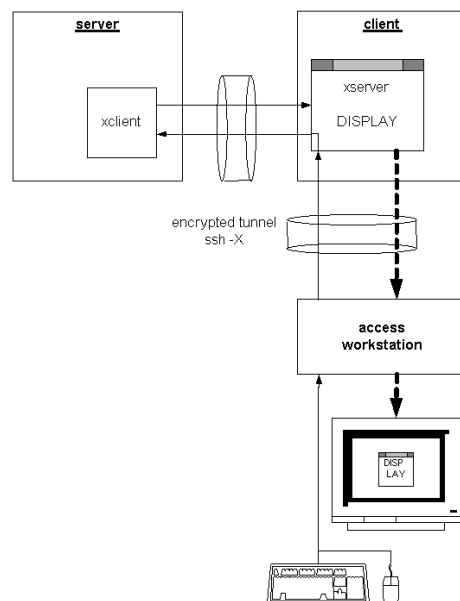 server
client
xclient
xserver
DISPLAY
encrypted tunnel
ssh -X
access
workstation
DISP
LAY